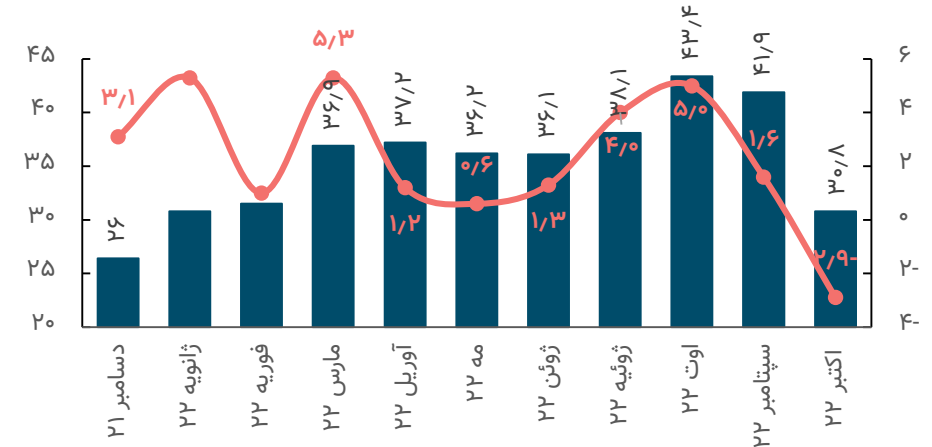 ۴۵
۴۰
۳۵
۳۰
۲۵
۲۰
۶
۴
۲
۰
-۲
-۴
۲۶
۳۶٫۹
۳۷٫۲
۳۶٫۲
۳۶٫۱
۳۸٫۱
۴۳٫۴
۴۱٫۹
۳۰٫۸
۳٫۱
۵٫۳
۱٫۲
۰٫۶
۱٫۳
۴٫۰
۵٫۰
۱٫۶
-۲٫۹
دسامبر ۲۱
ژانویه ۲۲
فوریه ۲۲
مارس ۲۲
آوریل ۲۲
مه ۲۲
ژوئن ۲۲
ژوئیه ۲۲
اوت ۲۲
سپتامبر ۲۲
اکتبر ۲۲